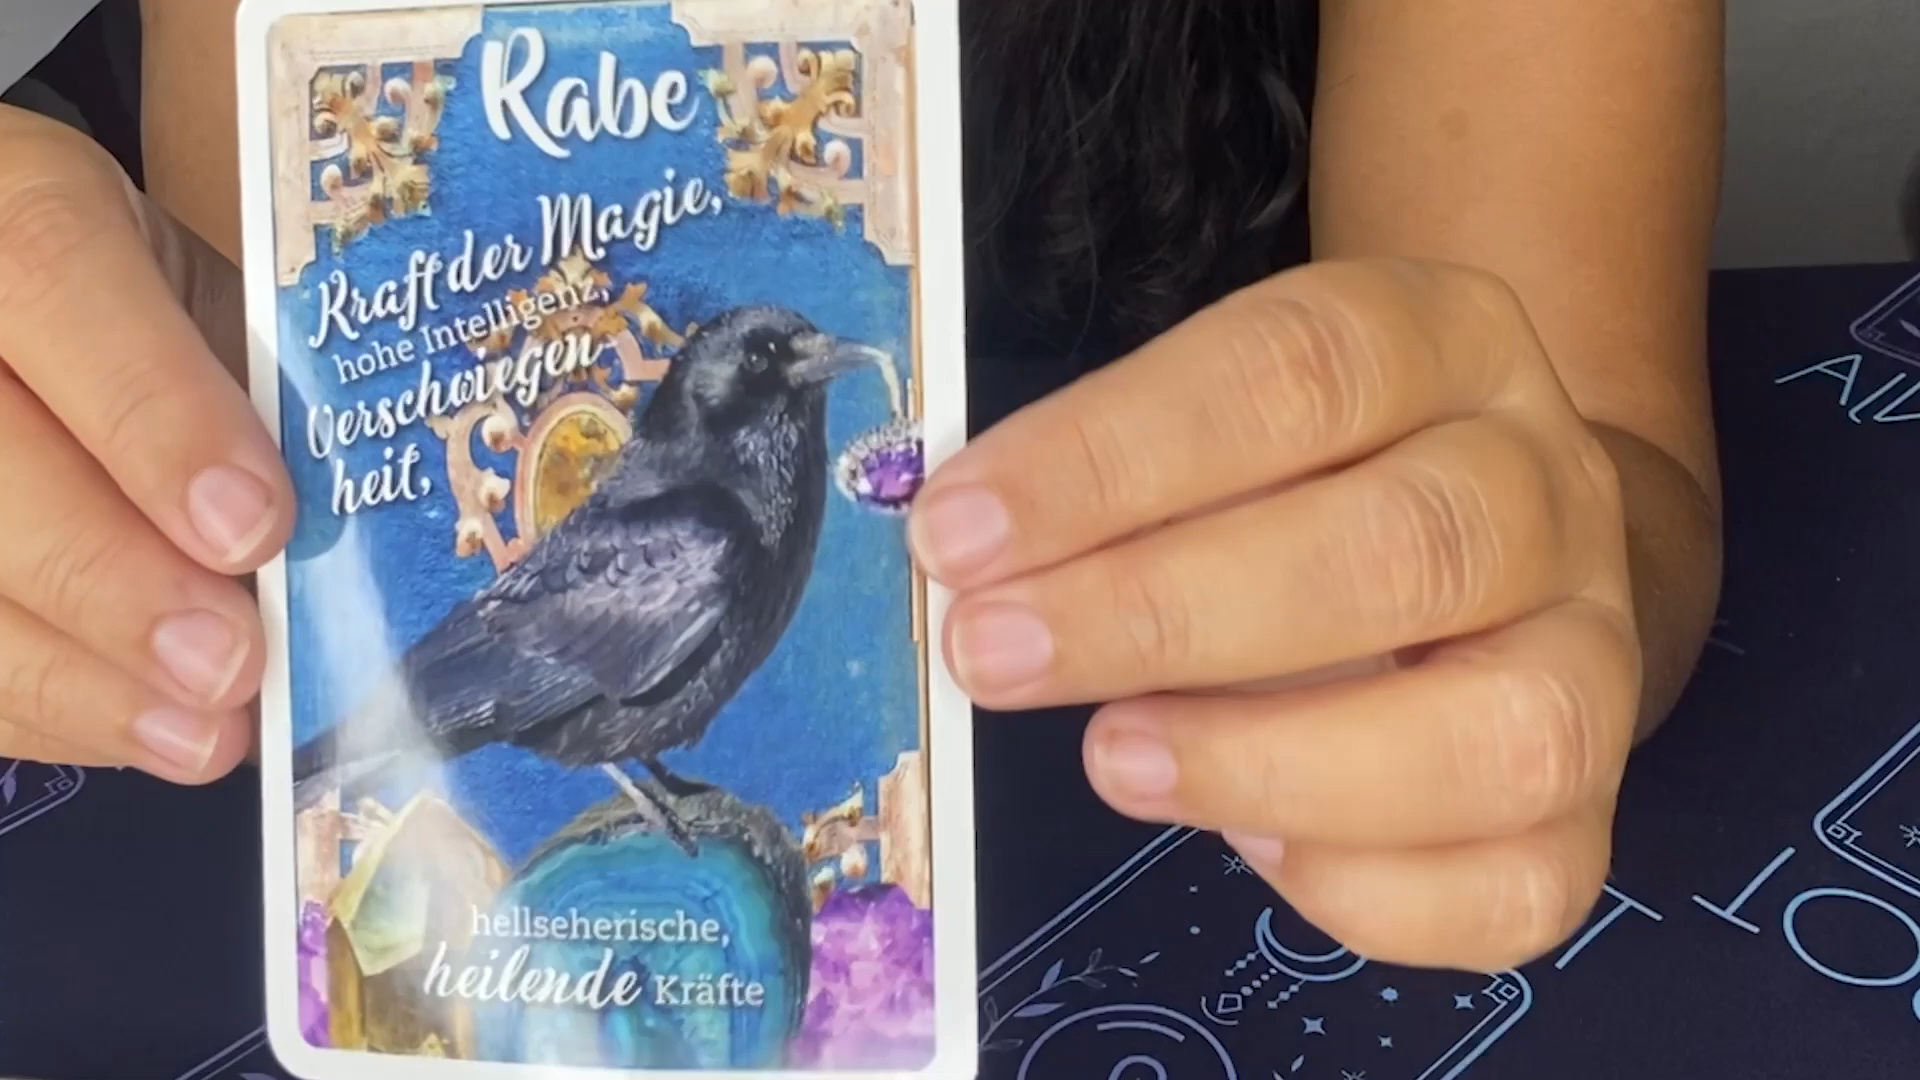 Rabe
Kraft der Magie,
hohe Intelligenz,
Verschwiegen-
heit,
hellseherische,
heilende Kräfte